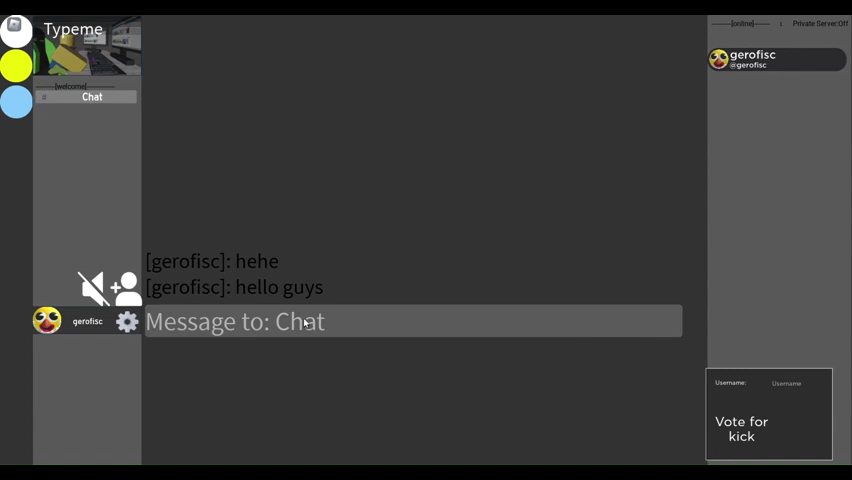 Typeme
--------[welcome]--------
# Chat
[gerofisc]: hehe
[gerofisc]: hello guys
gerofisc
Message to: Chat
--------[online]------- 1 Private Server:Off
gerofisc
@gerofisc
Username: Username
Vote for
kick